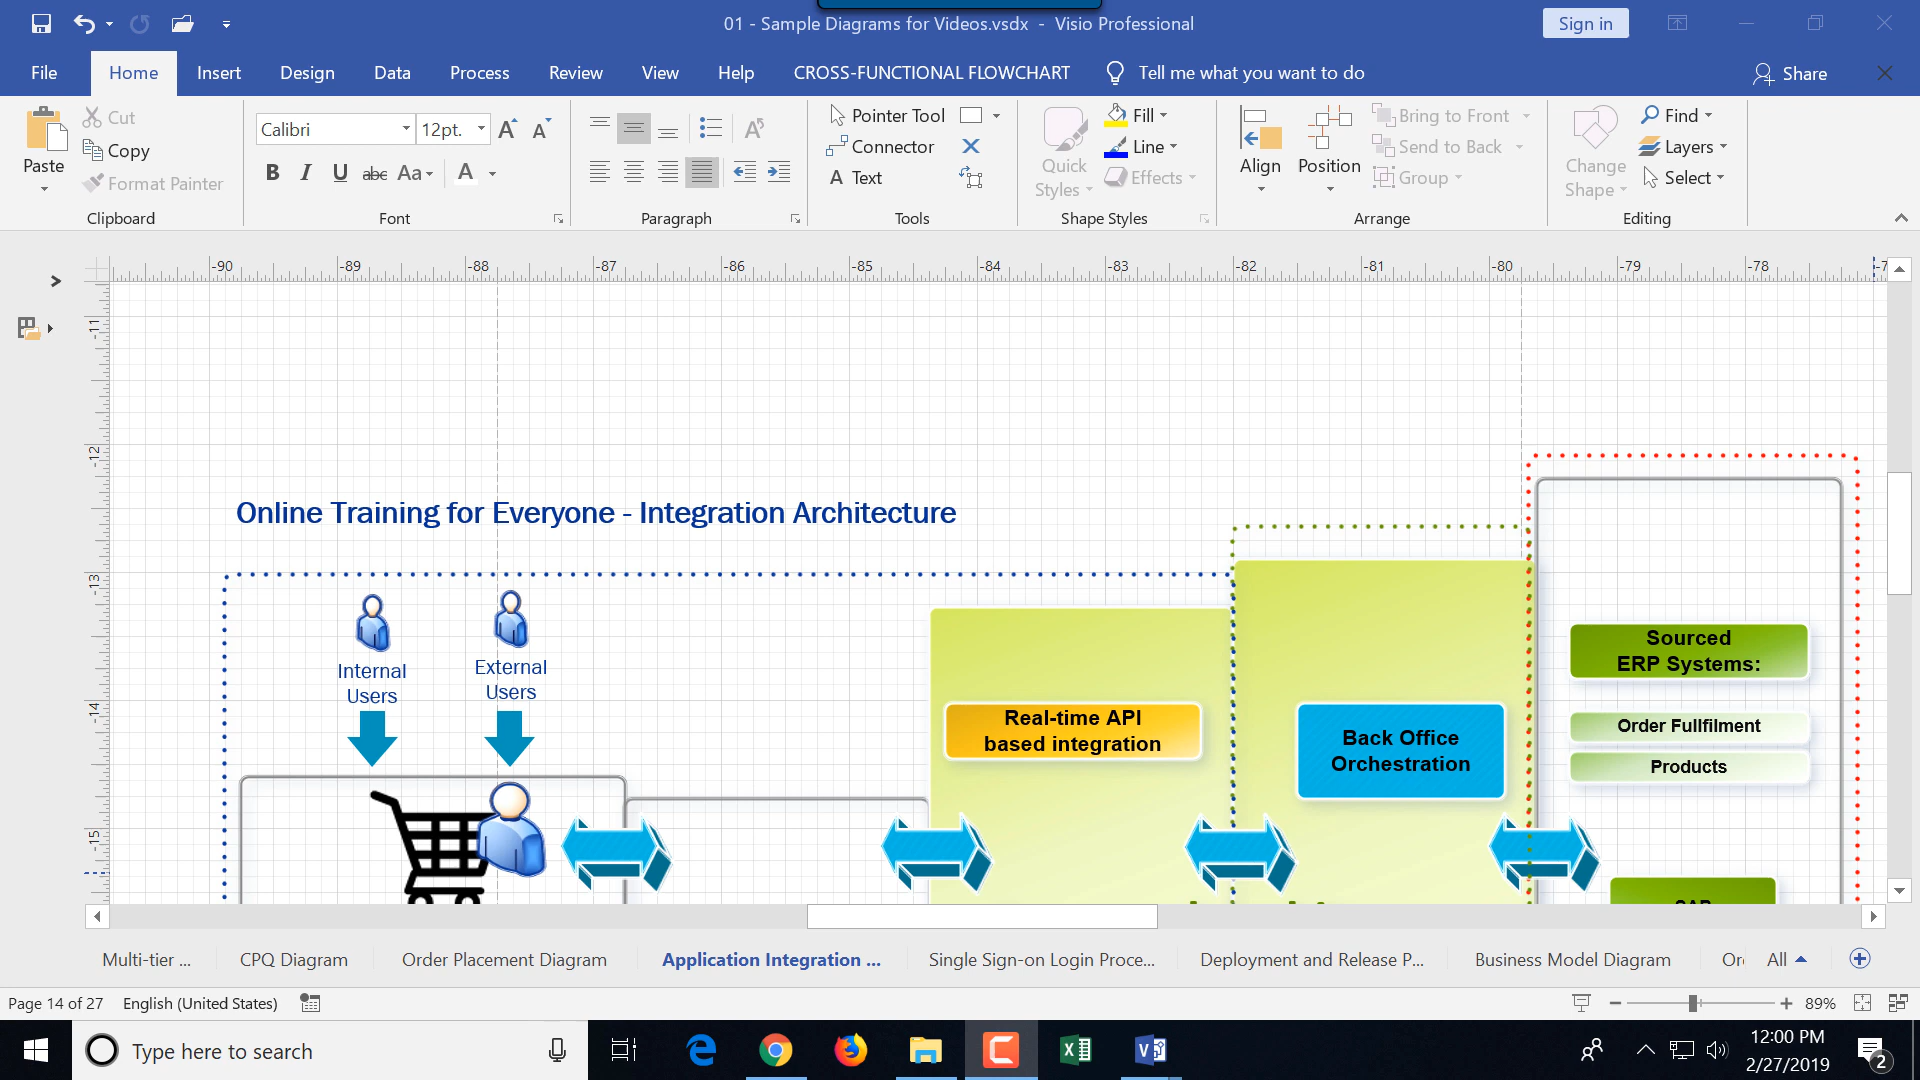 01 - Sample Diagrams for Videos.vsdx - Visio Professional
Sign in
File Home Insert Design Data Process Review View Help CROSS-FUNCTIONAL FLOWCHART Tell me what you want to do Share
Paste
Cut
Copy
Format Painter
Clipboard
Calibri 12pt.
B I U abc Aa A
Font
Paragraph
Pointer Tool
Connector
A Text
Tools
Quick
Styles
Fill
Line
Effects
Shape Styles
Align
Position
Bring to Front
Send to Back
Group
Arrange
Change
Shape
Find
Layers
Select
Editing
-90 -89 -88 -87 -86 -85 -84 -83 -82 -81 -80 -79 -78 -7
-11
-12
-13
-14
-15
Online Training for Everyone - Integration Architecture
Internal
Users
External
Users
Real-time API
based integration
Back Office
Orchestration
Sourced
ERP Systems:
Order Fullfilment
Products
Multi-tier ... CPQ Diagram Order Placement Diagram Application Integration ... Single Sign-on Login Proce... Deployment and Release P... Business Model Diagram Or All
Page 14 of 27 English (United States) 89%
Type here to search
12:00 PM
2/27/2019
2